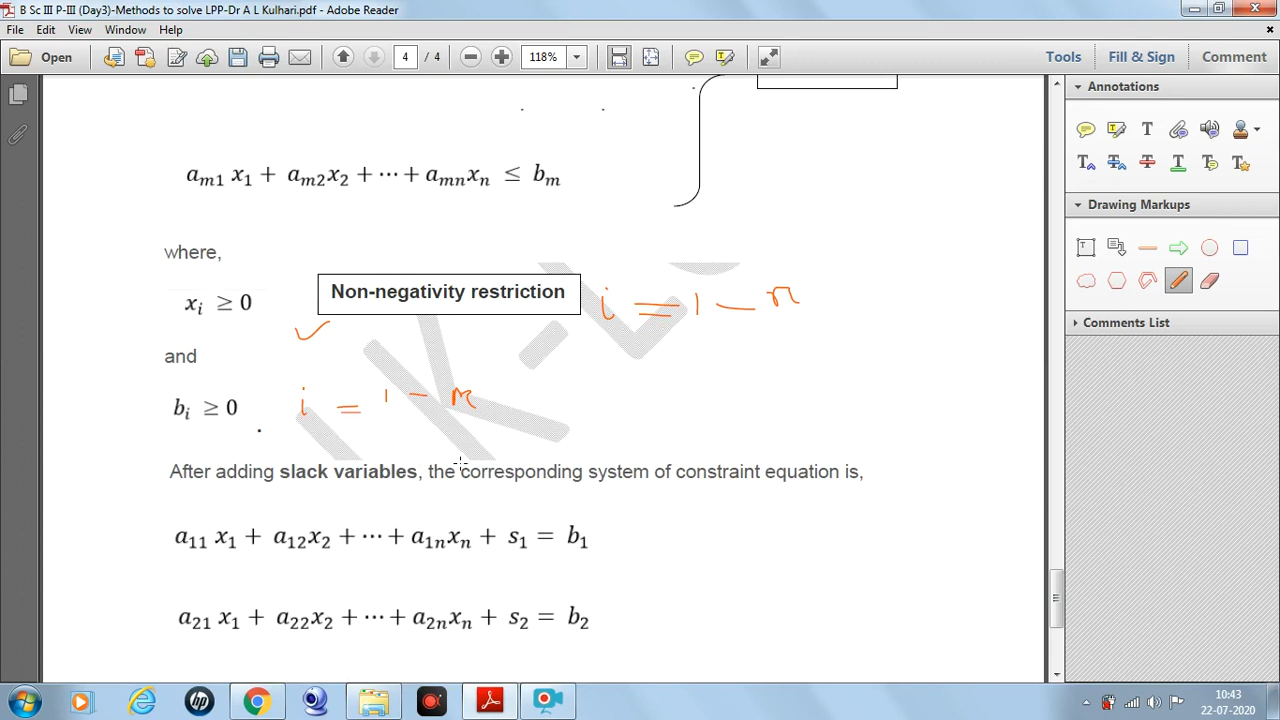 B Sc III P-III (Day3)-Methods to solve LPP-Dr A L Kulhari.pdf - Adobe Reader
File Edit View Window Help
Open 4 / 4 118% Tools Fill & Sign Comment
Annotations
Drawing Markups
Comments List
a_{m1} x_1 + a_{m2}x_2 + ⋯ + a_{mn}x_n ≤ b_m
where,
x_i ≥ 0 Non-negativity restriction i = 1 – n
and
b_i ≥ 0 i = 1 – m
After adding slack variables, the corresponding system of constraint equation is,
a_{11} x_1 + a_{12}x_2 + ⋯ + a_{1n}x_n + s_1 = b_1
a_{21} x_1 + a_{22}x_2 + ⋯ + a_{2n}x_n + s_2 = b_2
10:43
22-07-2020